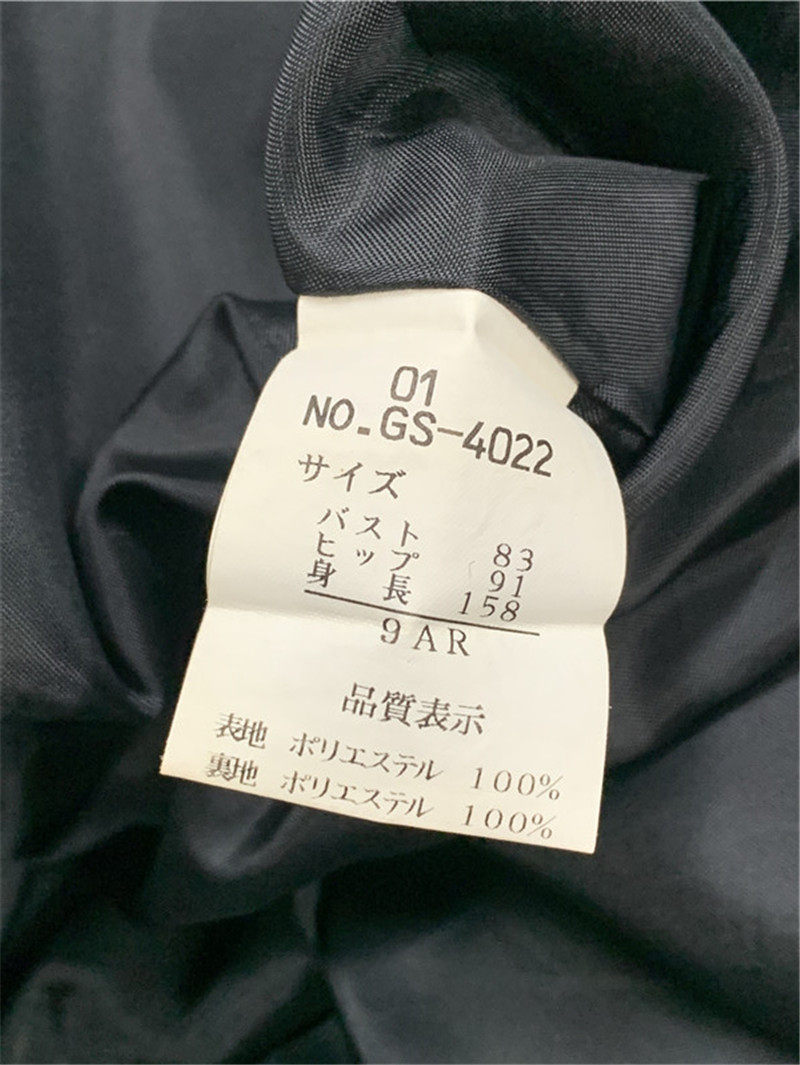 01
NO.GS-4022
サイズ
バスト 83
ヒップ 91
身長 158
9AR
品質表示
表地 ポリエステル 100%
裏地 ポリエステル 100%